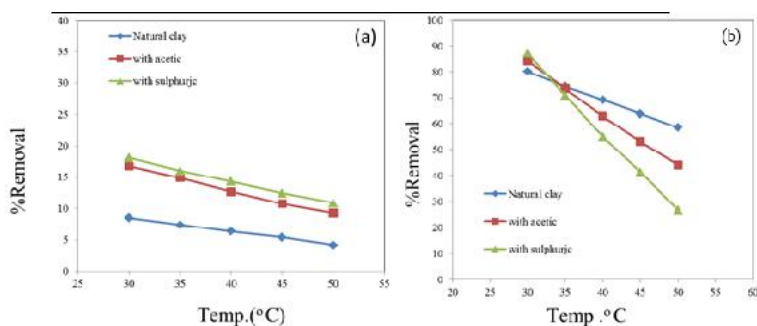 (a)
Natural clay
with acetic
with sulphuric
%Removal
40
35
30
25
20
15
10
5
0
25 30 35 40 45 50 55
Temp.(°C)
(b)
%Removal
100
90
80
70
60
50
40
30
20
10
0
Natural clay
with acetic
with sulphuric
20 25 30 35 40 45 50 55 60
Temp .°C